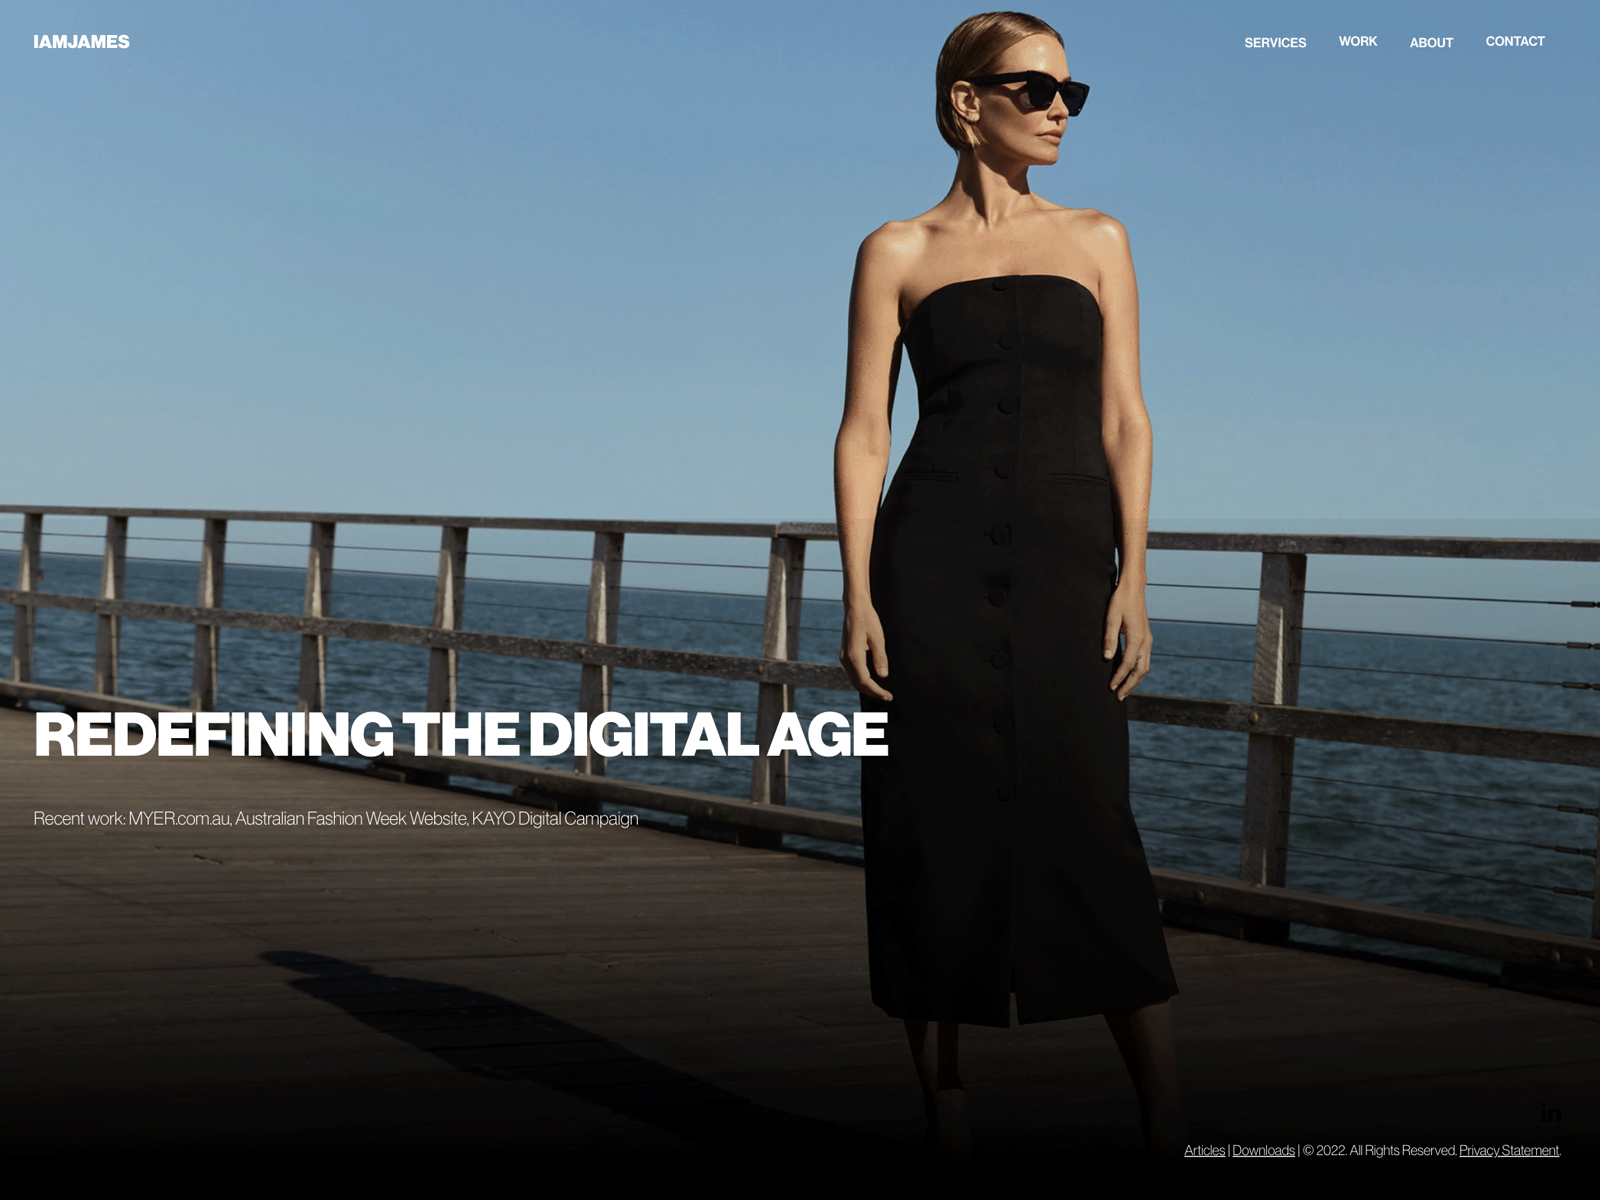 IAMJAMES
SERVICES WORK ABOUT CONTACT
REDEFINING THE DIGITAL AGE
Recent work: MYER.com.au, Australian Fashion Week Website, KAYO Digital Campaign
in
Articles | Downloads | © 2022. All Rights Reserved. Privacy Statement.